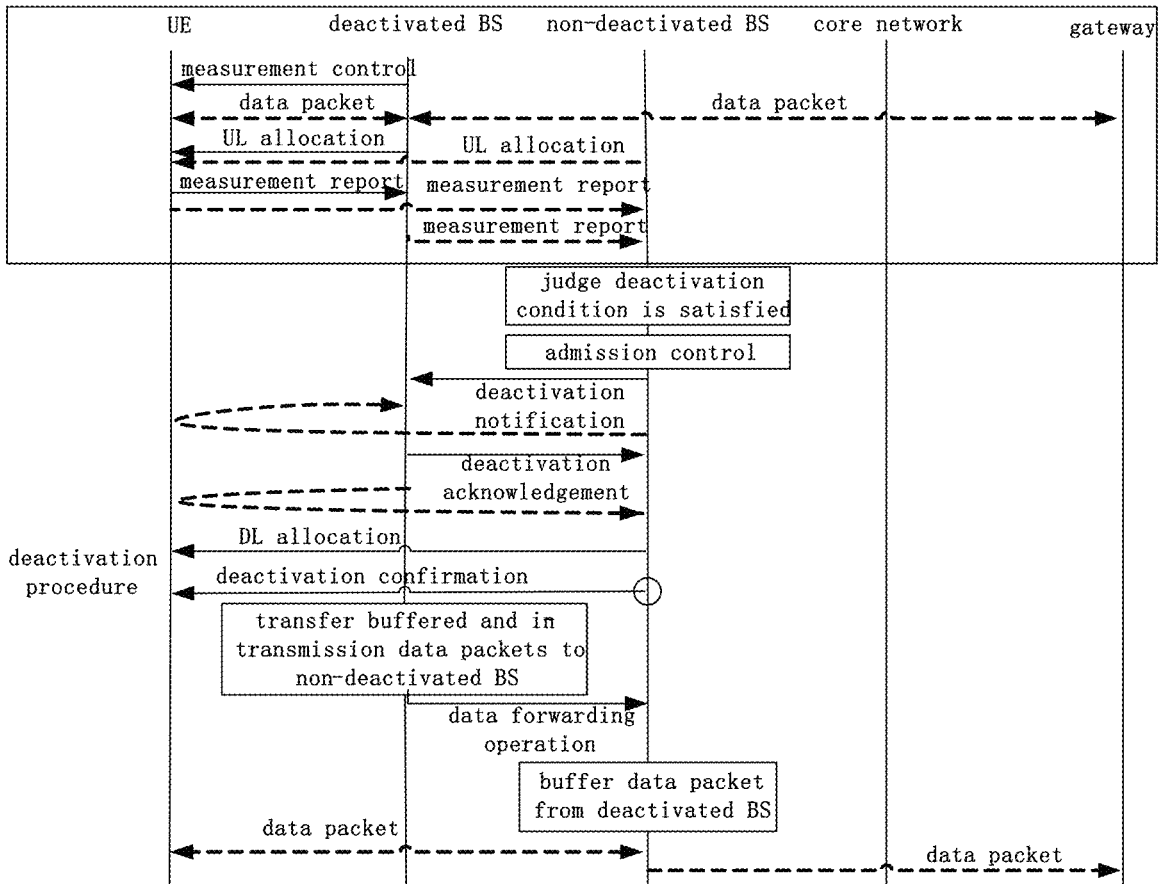 UE
deactivated BS
non-deactivated BS
core network
gateway
measurement control
data packet
data packet
UL allocation
UL allocation
measurement report
measurement report
measurement report
judge deactivation
condition is satisfied
admission control
deactivation
notification
deactivation
acknowledgement
DL allocation
deactivation
procedure
deactivation confirmation
transfer buffered and in
transmission data packets to
non-deactivated BS
data forwarding
operation
buffer data packet
from deactivated BS
data packet
data packet